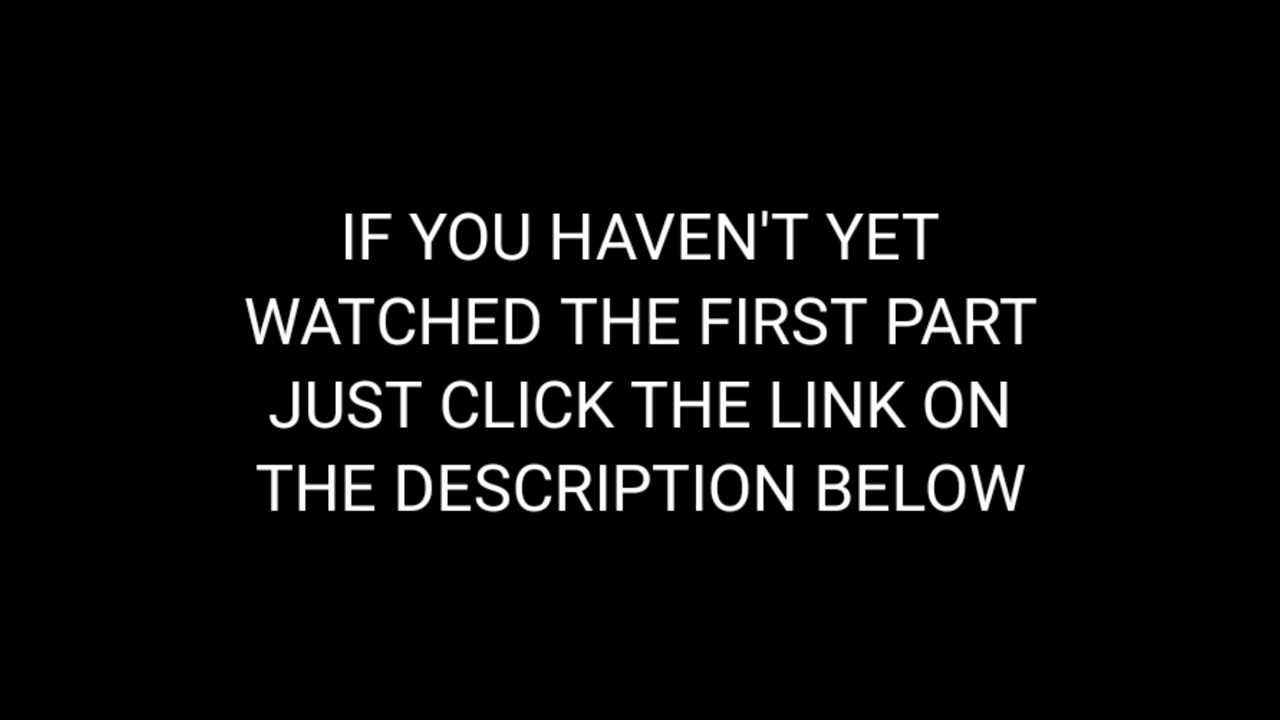 IF YOU HAVEN'T YET
WATCHED THE FIRST PART
JUST CLICK THE LINK ON
THE DESCRIPTION BELOW